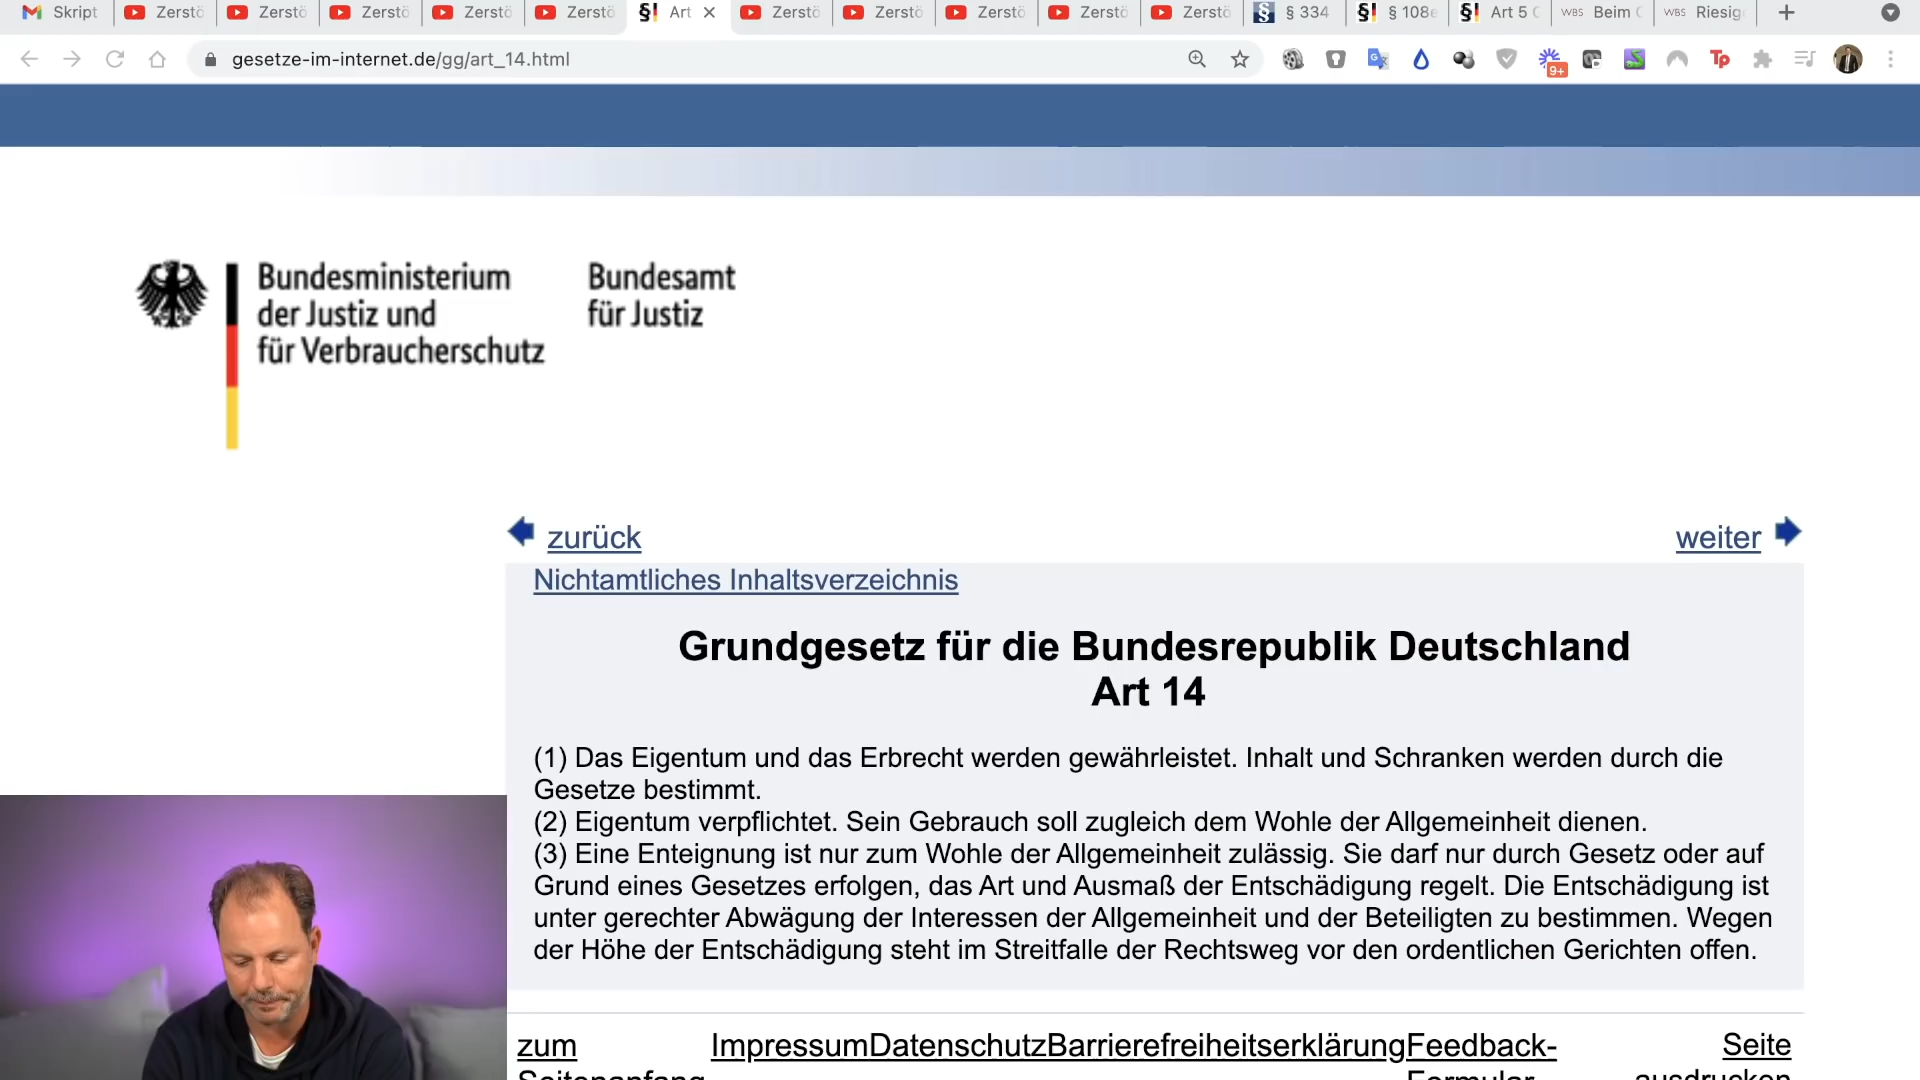 Skript
Zerstö
Zerstö
Zerstö
Zerstö
Zerstö
Art
Zerstö
Zerstö
Zerstö
Zerstö
Zerstö
§ 334
§ 108e
Art 5 G
WBS Beim
WBS Riesig
gesetze-im-internet.de/gg/art_14.html
9+
Tp
Bundesministerium
der Justiz und
für Verbraucherschutz
Bundesamt
für Justiz
zurück
weiter
Nichtamtliches Inhaltsverzeichnis
Grundgesetz für die Bundesrepublik Deutschland
Art 14
(1) Das Eigentum und das Erbrecht werden gewährleistet. Inhalt und Schranken werden durch die
Gesetze bestimmt.
(2) Eigentum verpflichtet. Sein Gebrauch soll zugleich dem Wohle der Allgemeinheit dienen.
(3) Eine Enteignung ist nur zum Wohle der Allgemeinheit zulässig. Sie darf nur durch Gesetz oder auf
Grund eines Gesetzes erfolgen, das Art und Ausmaß der Entschädigung regelt. Die Entschädigung ist
unter gerechter Abwägung der Interessen der Allgemeinheit und der Beteiligten zu bestimmen. Wegen
der Höhe der Entschädigung steht im Streitfalle der Rechtsweg vor den ordentlichen Gerichten offen.
zum ImpressumDatenschutzBarrierefreiheitserklärungFeedback- Seite
Seitenanfang Formular ausdrucken